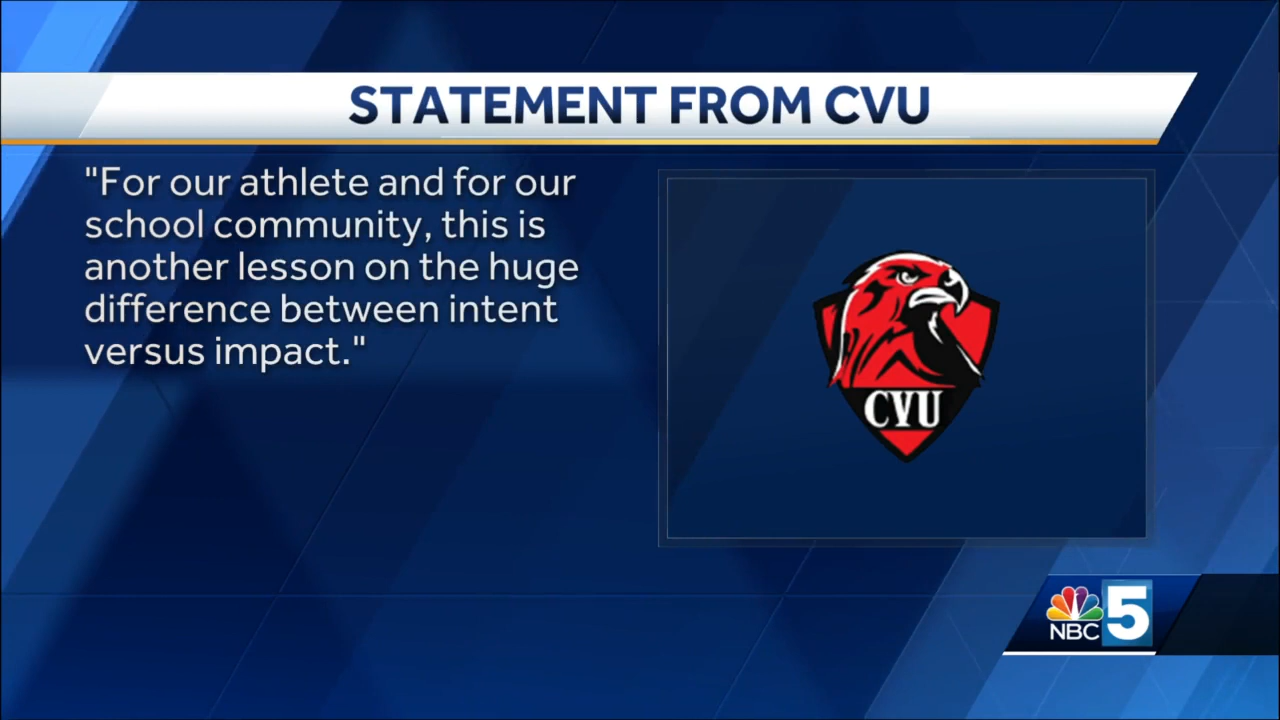 STATEMENT FROM CVU
"For our athlete and for our
school community, this is
another lesson on the huge
difference between intent
versus impact."
CVU
NBC 5